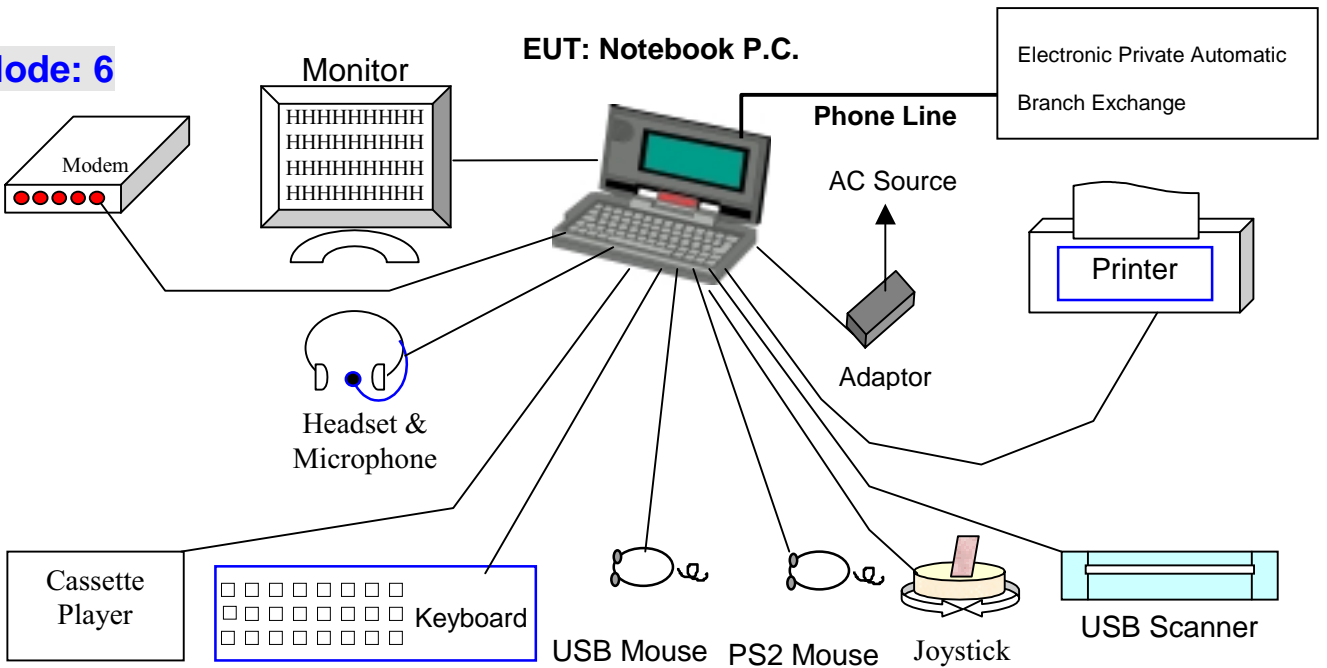 lode: 6
Monitor
EUT: Notebook P.C.
Electronic Private Automatic
Branch Exchange
Phone Line
HHHHHHHHH
HHHHHHHHH
HHHHHHHHH
HHHHHHHHH
Modem
AC Source
Printer
Adaptor
Headset &
Microphone
Cassette
Player
Keyboard
USB Mouse
PS2 Mouse
Joystick
USB Scanner